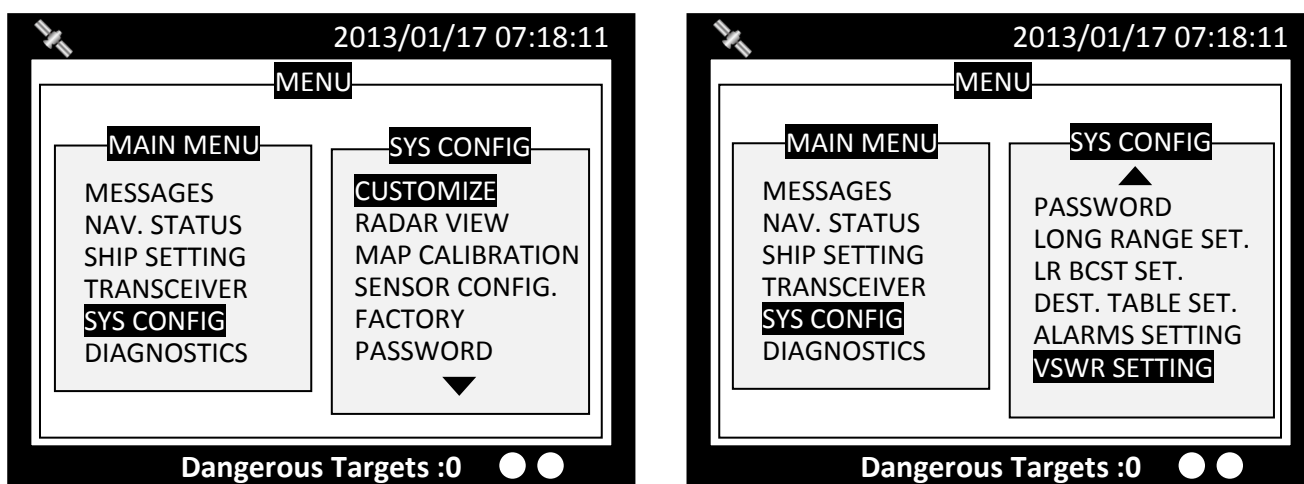 2013/01/17 07:18:11
MENU
MAIN MENU
MESSAGES
NAV. STATUS
SHIP SETTING
TRANSCEIVER
SYS CONFIG
DIAGNOSTICS
SYS CONFIG
CUSTOMIZE
RADAR VIEW
MAP CALIBRATION
SENSOR CONFIG.
FACTORY
PASSWORD
Dangerous Targets :0
2013/01/17 07:18:11
MENU
MAIN MENU
MESSAGES
NAV. STATUS
SHIP SETTING
TRANSCEIVER
SYS CONFIG
DIAGNOSTICS
SYS CONFIG
PASSWORD
LONG RANGE SET.
LR BCST SET.
DEST. TABLE SET.
ALARMS SETTING
VSWR SETTING
Dangerous Targets :0